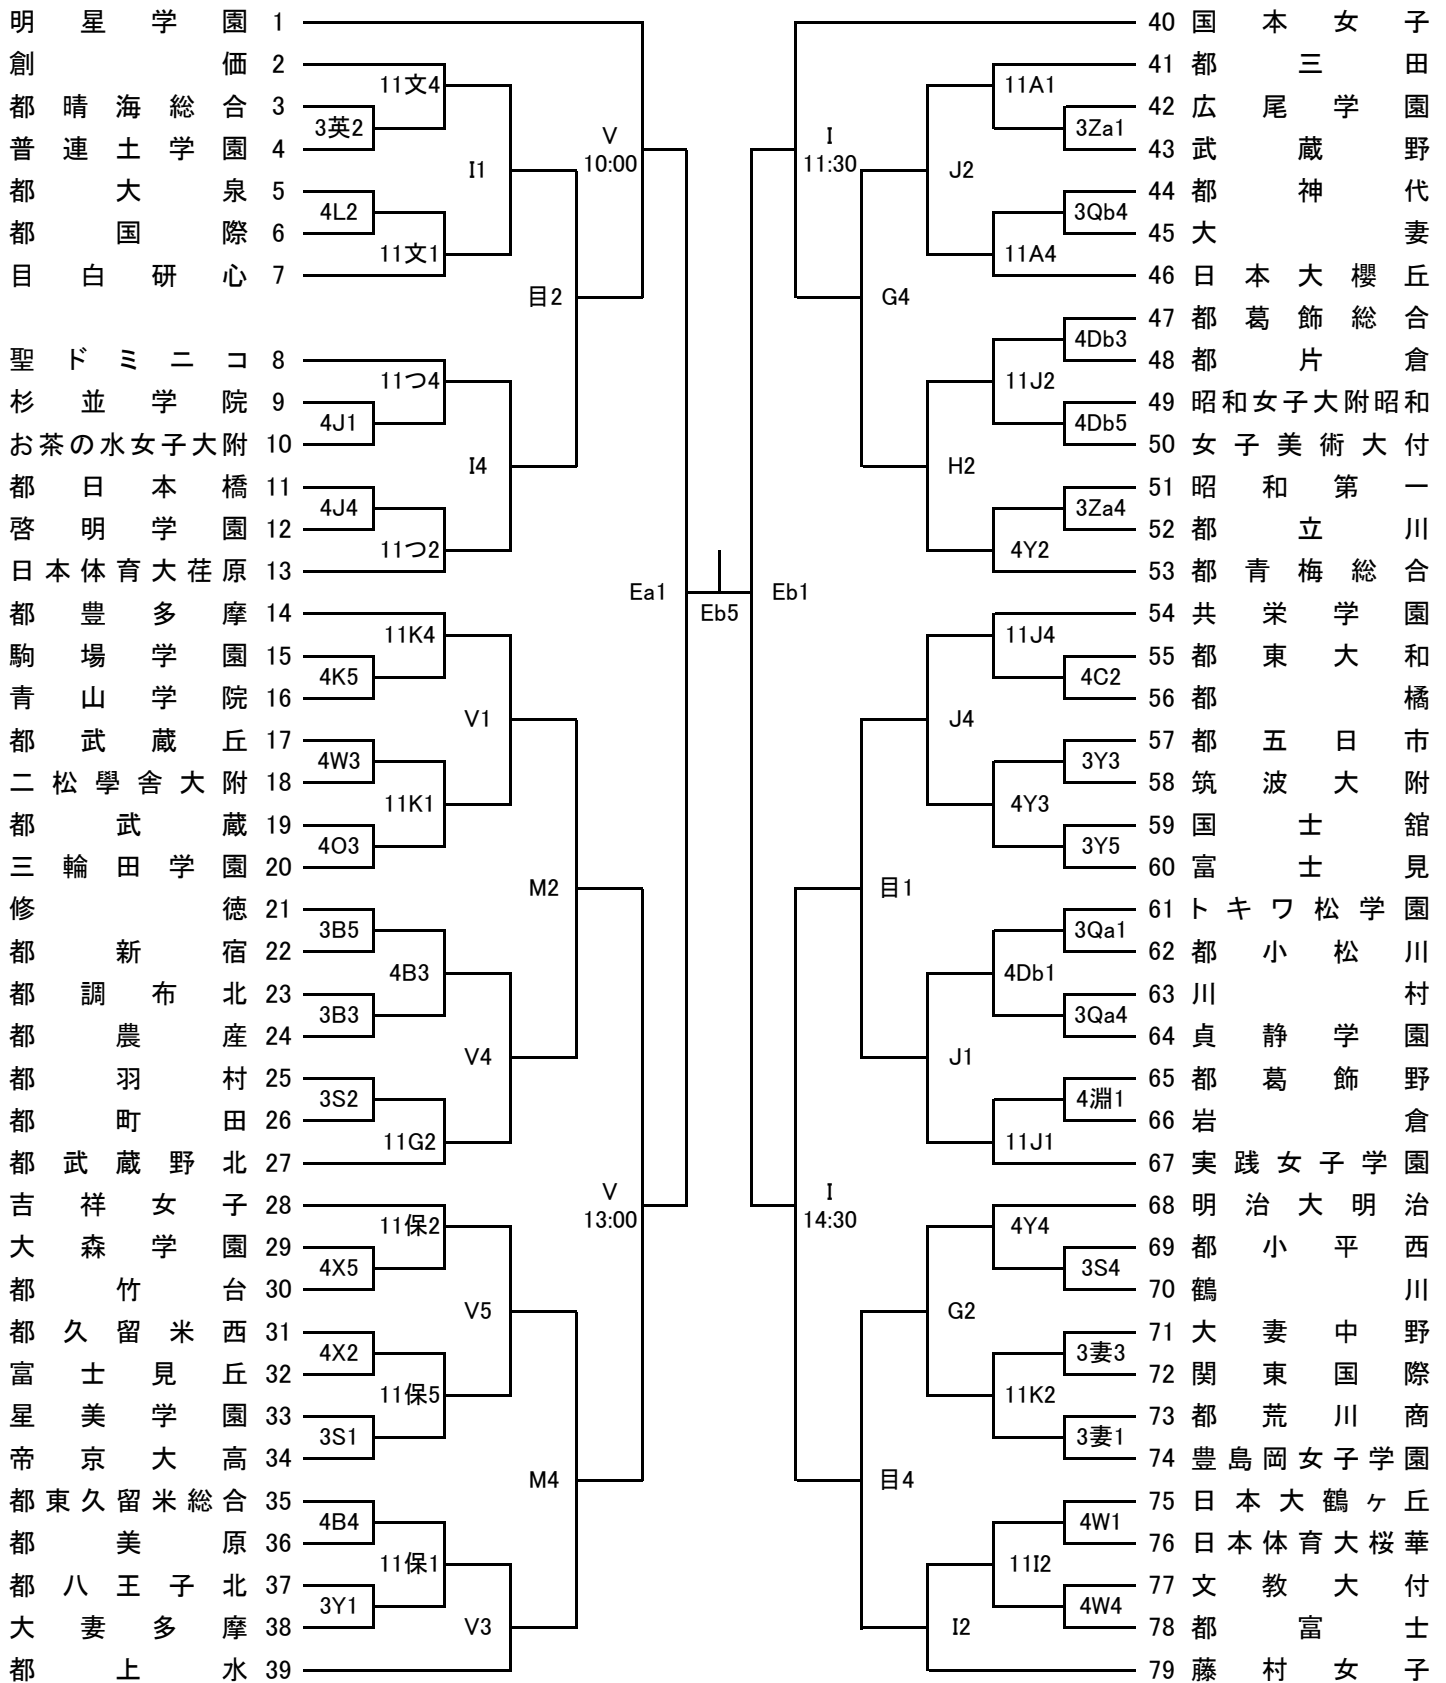 明星学園 1
創価 2
都晴海総合 3
普連土学園 4
都大泉 5
都国際 6
目白研心 7
聖ドミニコ 8
杉並学院 9
お茶の水女子大附 10
都日本橋 11
啓明学園 12
日本体育大荏原 13
都豊多摩 14
駒場学園 15
青山学院 16
都武蔵丘 17
二松學舎大附 18
都武蔵 19
三輪田学園 20
修徳 21
都新宿 22
都調布北 23
都農産 24
都羽村 25
都町田 26
都武蔵野北 27
吉祥女子 28
大森学園 29
都竹台 30
都久留米西 31
富士見丘 32
星美学園 33
帝京大高 34
都東久留米総合 35
都美原 36
都八王子北 37
大妻多摩 38
都上水 39
3英2
4L2
4J1
4J4
4K5
4W3
4O3
3B5
3B3
3S2
4X5
4X2
3S1
4B4
3Y1
11文4
11文1
11つ4
11つ2
11K4
11K1
4B3
11G2
11保2
11保5
11保1
I1
I4
V1
V4
V5
V3
目2
M2
M4
V
10:00
V
13:00
Ea1
Eb5
Eb1
I
11:30
I
14:30
G4
目1
目4
J2
H2
J4
J1
G2
I2
11A1
11A4
11J2
4Y2
11J4
4Y3
4Db1
11J1
4Y4
11K2
11I2
3Za1
3Qb4
4Db3
4Db5
3Za4
4C2
3Y3
3Y5
3Qa1
3Qa4
4淵1
3S4
3妻3
3妻1
4W1
4W4
40 国本女子
41 都三田
42 広尾学園
43 武蔵野
44 都神代
45 大妻
46 日本大櫻丘
47 都葛飾総合
48 都片倉
49 昭和女子大附昭和
50 女子美術大付
51 昭和第一
52 都立川
53 都青梅総合
54 共栄学園
55 都東大和
56 都橘
57 都五日市
58 筑波大附
59 国士舘
60 富士見
61 トキワ松学園
62 都小松川
63 川村
64 貞静学園
65 都葛飾野
66 岩倉
67 実践女子学園
68 明治大明治
69 都小平西
70 鶴川
71 大妻中野
72 関東国際
73 都荒川商
74 豊島岡女子学園
75 日本大鶴ヶ丘
76 日本体育大桜華
77 文教大付
78 都富士
79 藤村女子